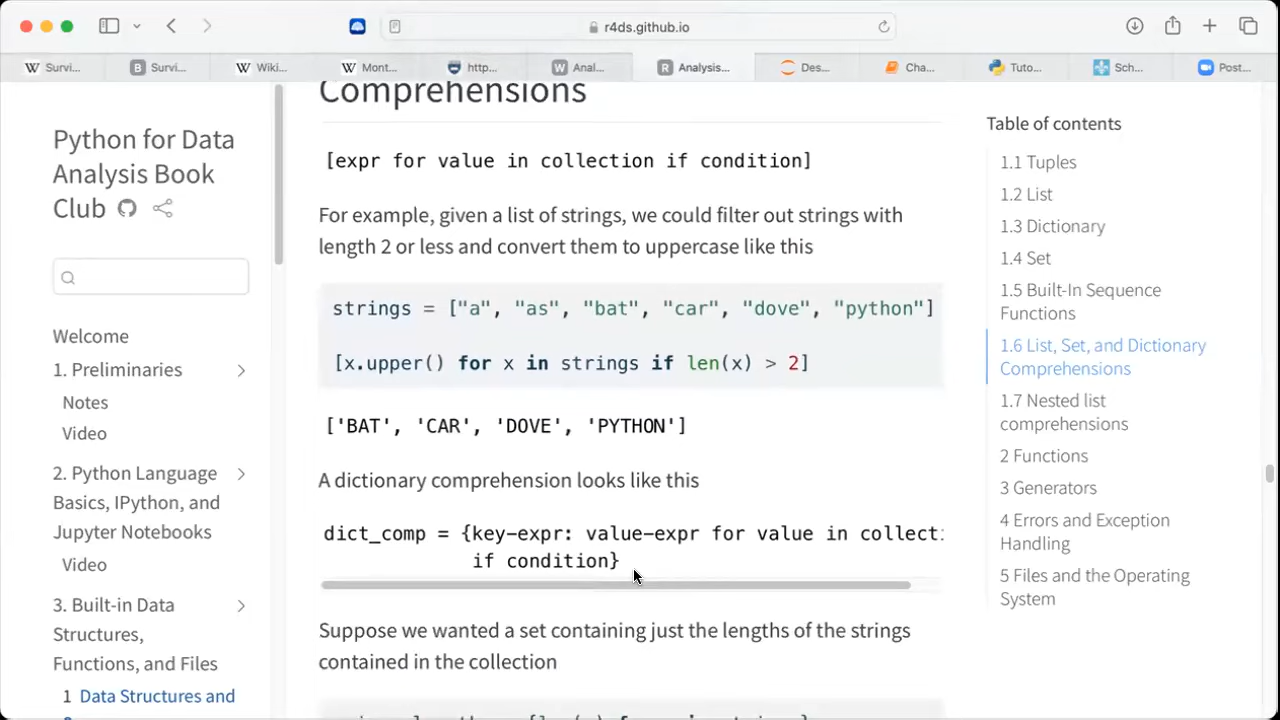 r4ds.github.io
Survi...
Survi...
Wiki...
Mont...
http...
Anal...
Analysis...
Des...
Cha...
Tuto...
Sch...
Post...
Python for Data
Analysis Book
Club
Welcome
1. Preliminaries
Notes
Video
2. Python Language
Basics, IPython, and
Jupyter Notebooks
Video
3. Built-in Data
Structures,
Functions, and Files
1 Data Structures and
Comprehensions
[expr for value in collection if condition]
For example, given a list of strings, we could filter out strings with
length 2 or less and convert them to uppercase like this
strings = ["a", "as", "bat", "car", "dove", "python"]
[x.upper() for x in strings if len(x) > 2]
['BAT', 'CAR', 'DOVE', 'PYTHON']
A dictionary comprehension looks like this
dict_comp = {key-expr: value-expr for value in collecti
if condition}
Suppose we wanted a set containing just the lengths of the strings
contained in the collection
Table of contents
1.1 Tuples
1.2 List
1.3 Dictionary
1.4 Set
1.5 Built-In Sequence
Functions
1.6 List, Set, and Dictionary
Comprehensions
1.7 Nested list
comprehensions
2 Functions
3 Generators
4 Errors and Exception
Handling
5 Files and the Operating
System